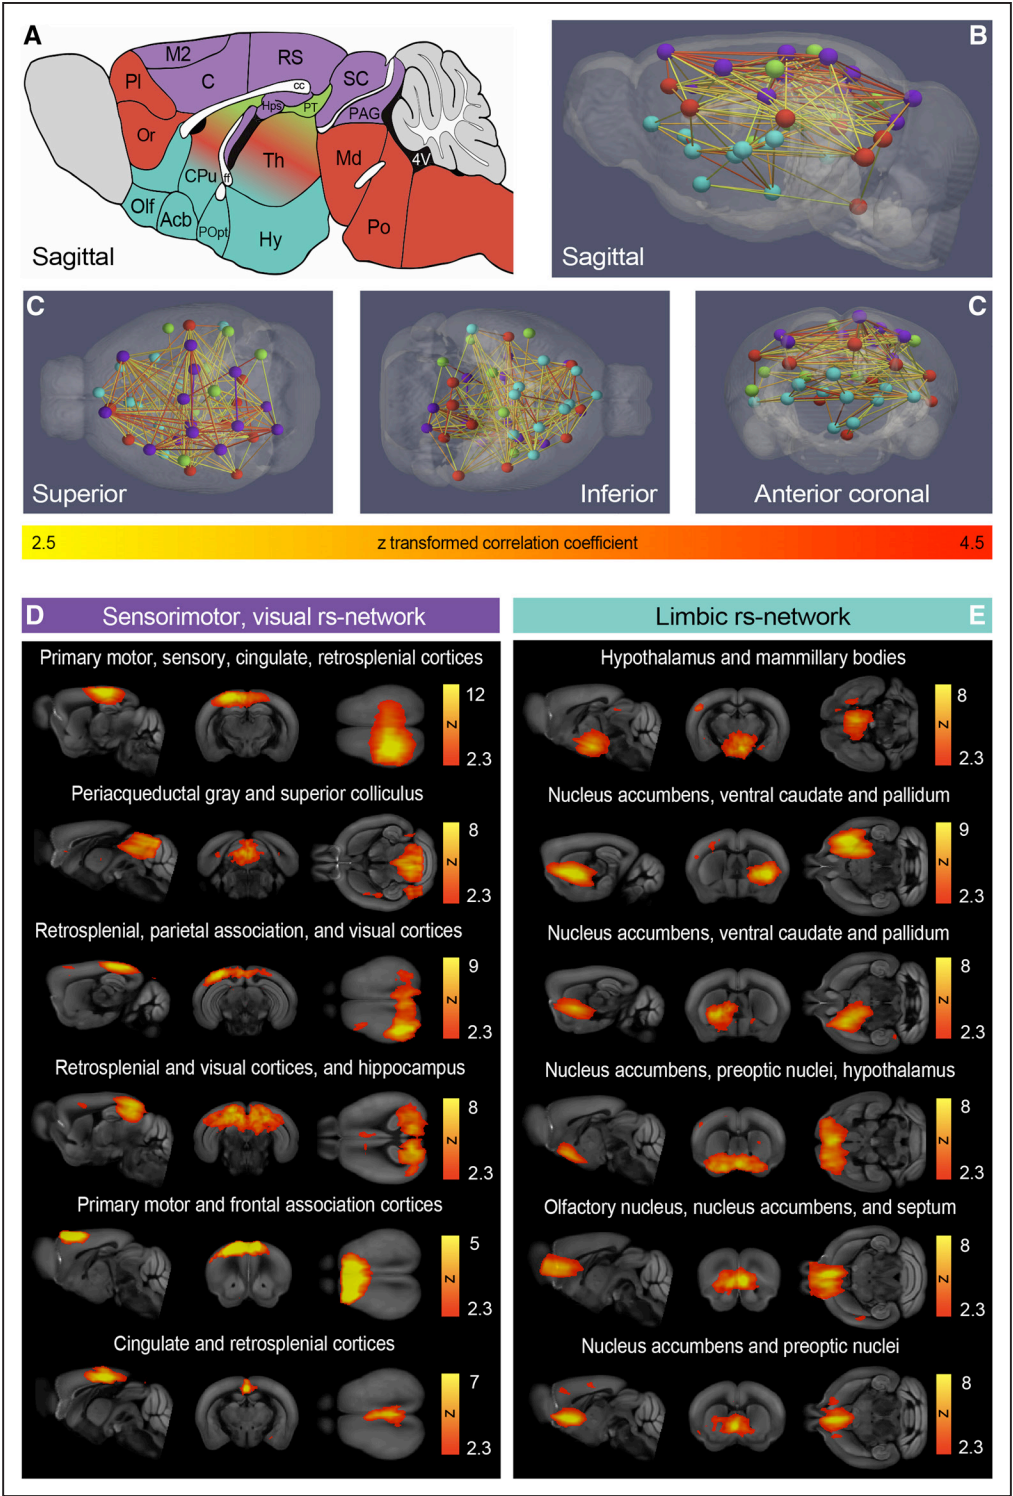 A
M2
RS
Pl
C
SC
cc
Hps
PT
PAG
Or
Th
Md
4V
CPu
ff
Olf
Acb
POpt
Hy
Po
Sagittal
B
Sagittal
C
Superior
Inferior
C
Anterior coronal
2.5 z transformed correlation coefficient 4.5
D Sensorimotor, visual rs-network
Primary motor, sensory, cingulate, retrosplenial cortices
12
z
2.3
Periacqueductal gray and superior colliculus
8
z
2.3
Retrosplenial, parietal association, and visual cortices
9
z
2.3
Retrosplenial and visual cortices, and hippocampus
8
z
2.3
Primary motor and frontal association cortices
5
z
2.3
Cingulate and retrosplenial cortices
7
z
2.3
Limbic rs-network E
Hypothalamus and mammillary bodies
8
z
2.3
Nucleus accumbens, ventral caudate and pallidum
9
z
2.3
Nucleus accumbens, ventral caudate and pallidum
8
z
2.3
Nucleus accumbens, preoptic nuclei, hypothalamus
8
z
2.3
Olfactory nucleus, nucleus accumbens, and septum
8
z
2.3
Nucleus accumbens and preoptic nuclei
8
z
2.3